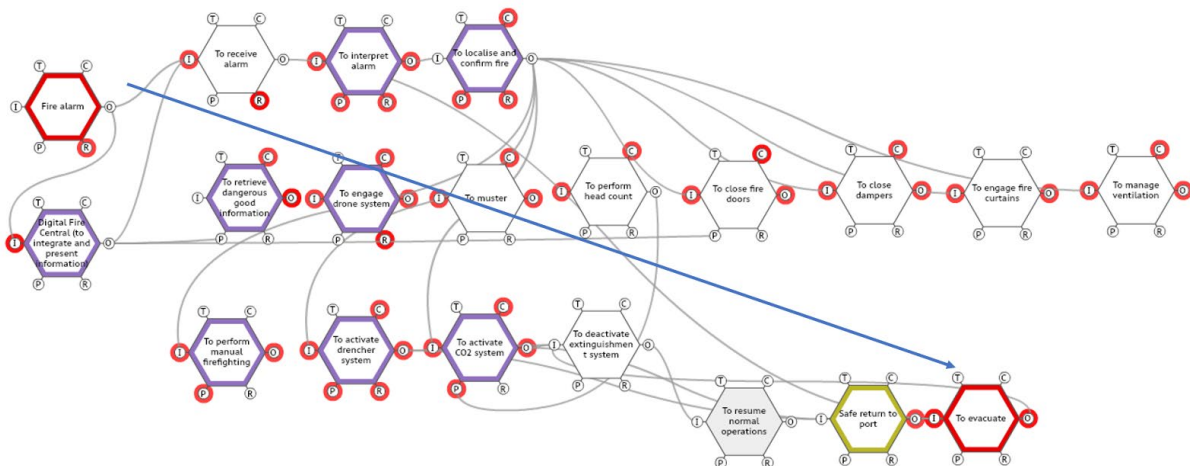 T C
I Fire alarm O
P R
T C
I To receive
alarm O
P R
T C
I To interpret
alarm O
P R
T C
I To localise and
confirm fire O
P R
T C
I Digital Fire
Central (to
integrate and
present
information) O
P R
T C
I To retrieve
dangerous
good
information O
P R
T C
I To engage
drone system O
P R
T C
I To muster O
P R
T C
I To perform
head count O
P R
T C
I To close fire
doors O
P R
T C
I To close
dampers O
P R
T C
I To engage fire
curtains O
P R
T C
I To manage
ventilation O
P R
T C
I To perform
manual
firefighting O
P R
T C
I To activate
drencher
system O
P R
T C
I To activate
CO2 system O
P R
T C
I To deactivate
extinguishmen
t system O
P R
T C
I To resume
normal
operations O
P R
T C
I Safe return to
port O
P R
T C
I To evacuate O
P R